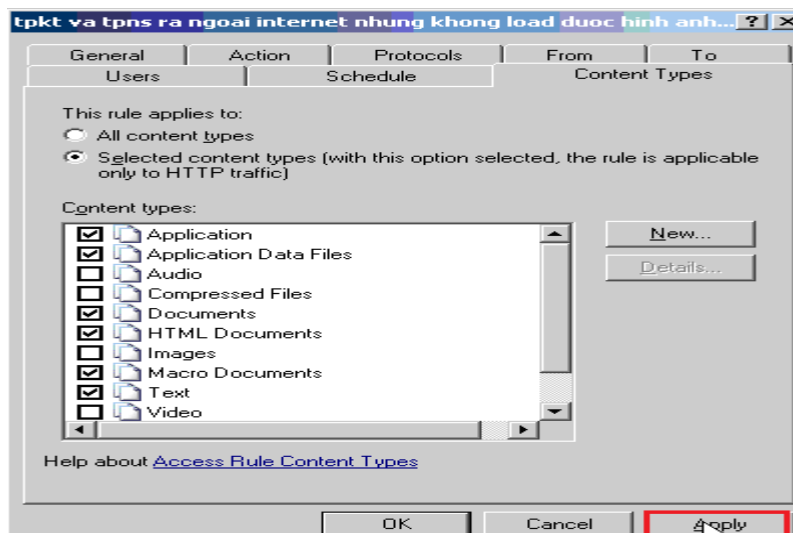 tpkt va tpns ra ngoai internet nhung khong load duoc hinh anh...
General Action Protocols From To
Users Schedule Content Types
This rule applies to:
All content types
Selected content types (with this option selected, the rule is applicable
only to HTTP traffic)
Content types:
Application
Application Data Files
Audio
Compressed Files
Documents
HTML Documents
Images
Macro Documents
Text
Video
New...
Details...
Help about Access Rule Content Types
OK Cancel Apply